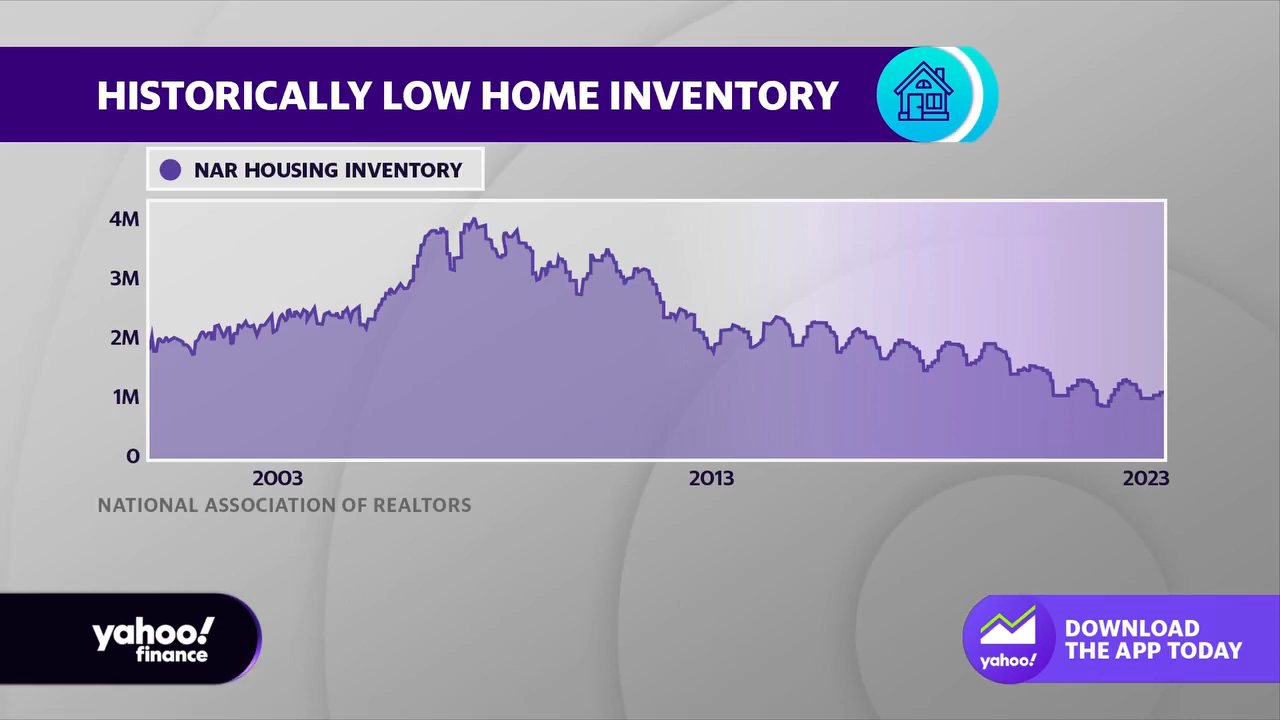 HISTORICALLY LOW HOME INVENTORY
NAR HOUSING INVENTORY
4M
3M
2M
1M
0
2003 2013 2023
NATIONAL ASSOCIATION OF REALTORS
yahoo!
finance
yahoo!
DOWNLOAD
THE APP TODAY